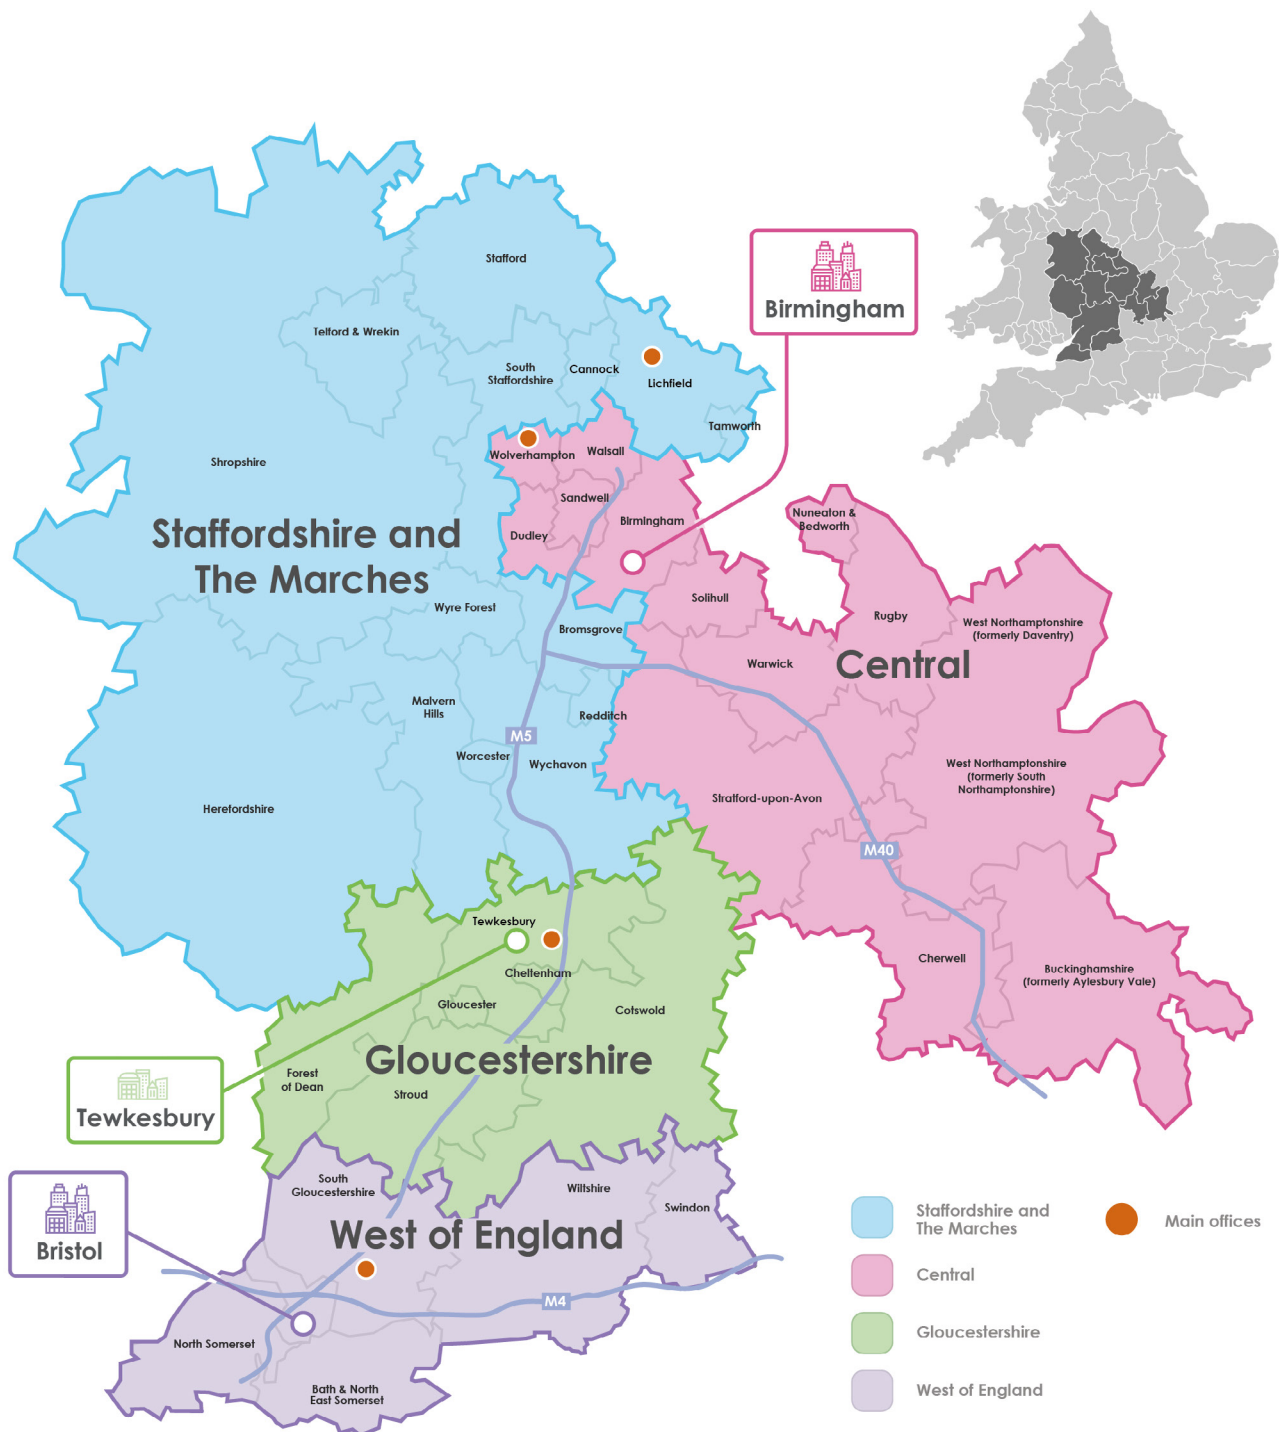 Stafford
Birmingham
Telford & Wrekin
South
Staffordshire
Cannock
Lichfield
Tamworth
Wolverhampton
Walsall
Shropshire
Sandwell
Birmingham
Dudley
Nuneaton &
Bedworth
Staffordshire and
The Marches
Wyre Forest
Solihull
Bromsgrove
Rugby
West Northamptonshire
(formerly Daventry)
Warwick
Central
Malvern
Hills
Redditch
M5
Worcester
Wychavon
West Northamptonshire
(formerly South
Northamptonshire)
Stratford-upon-Avon
Herefordshire
M40
Tewkesbury
Cheltenham
Cherwell
Buckinghamshire
(formerly Aylesbury Vale)
Gloucester
Cotswold
Gloucestershire
Forest
of Dean
Stroud
Tewkesbury
South
Gloucestershire
Wiltshire
Swindon
West of England
Bristol
M4
North Somerset
Bath & North
East Somerset
Staffordshire and
The Marches
Main offices
Central
Gloucestershire
West of England